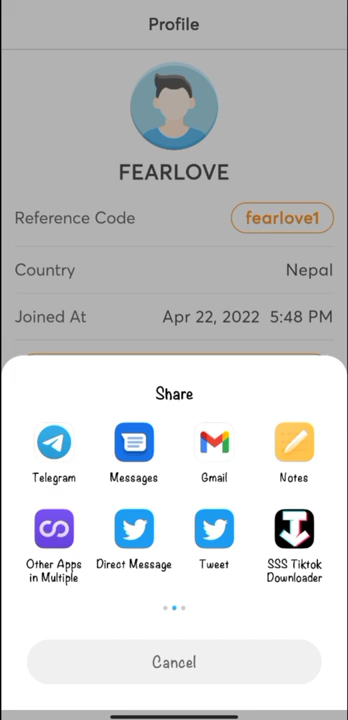 Profile
FEARLOVE
Reference Code fearlove1
Country Nepal
Joined At Apr 22, 2022 5:48 PM
Share
Telegram Messages Gmail Notes
Other Apps Direct Message Tweet SSS Tiktok
in Multiple Downloader
Cancel